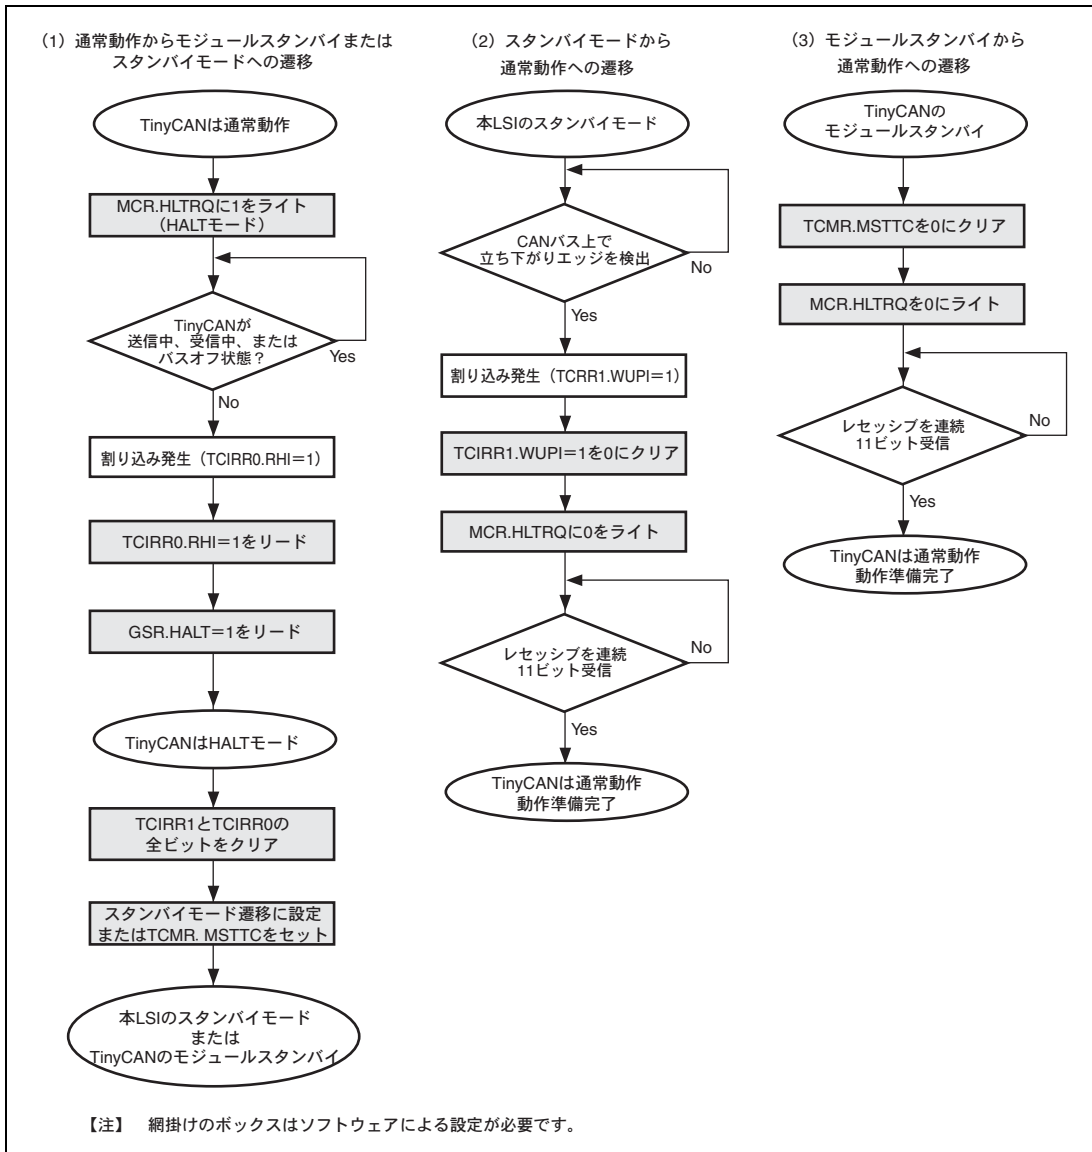 (1) 通常動作からモジュールスタンバイまたは
スタンバイモードへの遷移
TinyCANは通常動作
MCR.HLTRQに1をライト
(HALTモード)
TinyCANが
送信中、受信中、または
バスオフ状態?
Yes
No
割り込み発生(TCIRR0.RHI=1)
TCIRR0.RHI=1をリード
GSR.HALT=1をリード
TinyCANはHALTモード
TCIRR1とTCIRR0の
全ビットをクリア
スタンバイモード遷移に設定
またはTCMR. MSTTCをセット
本LSIのスタンバイモード
または
TinyCANのモジュールスタンバイ
(2) スタンバイモードから
通常動作への遷移
本LSIのスタンバイモード
CANバス上で
立ち下がりエッジを検出
No
Yes
割り込み発生(TCRR1.WUPI=1)
TCIRR1.WUPI=1を0にクリア
MCR.HLTRQに0をライト
レセッシブを連続
11ビット受信
No
Yes
TinyCANは通常動作
動作準備完了
(3) モジュールスタンバイから
通常動作への遷移
TinyCANの
モジュールスタンバイ
TCMR.MSTTCを0にクリア
MCR.HLTRQを0にライト
レセッシブを連続
11ビット受信
No
Yes
TinyCANは通常動作
動作準備完了
【注】 網掛けのボックスはソフトウェアによる設定が必要です。